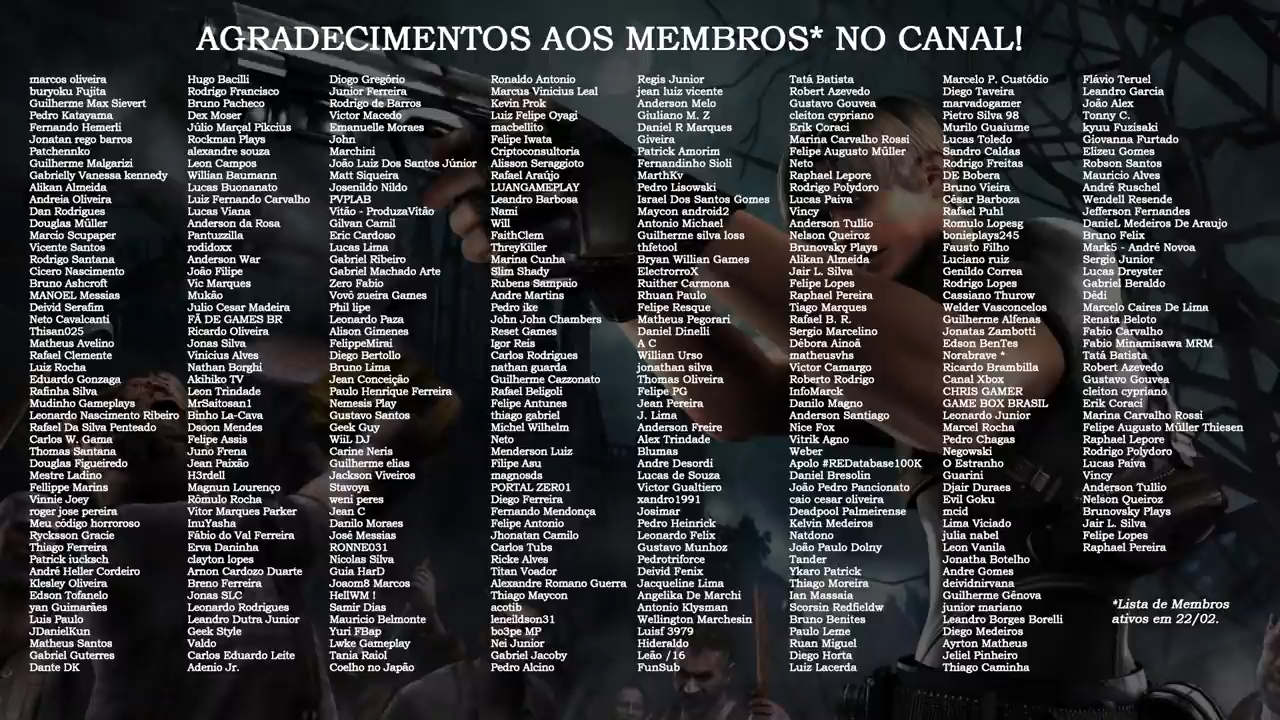 AGRADECIMENTOS AOS MEMBROS* NO CANAL!
marcos oliveira
buryoku Fujita
Guilherme Max Sievert
Pedro Katayama
Fernando Hemerli
Jonatan rego barros
Patchennko
Guilherme Malgarizi
Gabrielly Vanessa kennedy
Alikan Almeida
Andreia Oliveira
Dan Rodrigues
Douglas Müller
Marcio Scupaper
Vicente Santos
Rodrigo Santana
Cicero Nascimento
Bruno Ashcroft
MANOEL Messias
Deivid Serafim
Neto Cavalcanti
Thisan025
Matheus Avelino
Rafael Clemente
Luiz Rocha
Eduardo Gonzaga
Rafinha Silva
Mudinho Gameplays
Leonardo Nascimento Ribeiro
Rafael Da Silva Penteado
Carlos W. Gama
Thomas Santana
Douglas Figueiredo
Mestre Ladino
Fellippe Marins
Vinnie Joey
roger jose pereira
Meu código horroroso
Rycksson Gracie
Thiago Ferreira
Patrick iucksch
André Heller Cordeiro
Klesley Oliveira
Edson Tofanelo
yan Guimarães
Luis Paulo
JDanielKun
Matheus Santos
Gabriel Guterres
Dante DK
Hugo Bacilli
Rodrigo Francisco
Bruno Pacheco
Dex Moser
Júlio Marçal Pikcius
Rockman Plays
alexandre souza
Leon Campos
Willian Baumann
Lucas Buonanato
Luiz Fernando Carvalho
Lucas Viana
Anderson da Rosa
Pantuzzilla
rodidoxx
Anderson War
João Filipe
Vic Marques
Mukão
Julio Cesar Madeira
FÃ DE GAMES BR
Ricardo Oliveira
Jonas Silva
Vinicius Alves
Nathan Borghi
Akihiko TV
Leon Trindade
MrSaitosan1
Binho La-Cava
Dsoon Mendes
Felipe Assis
Juno Frena
Jean Paixão
H3rdell
Magnun Lourenço
Rômulo Rocha
Vitor Marques Parker
InuYasha
Fábio do Val Ferreira
Erva Daninha
clayton lopes
Arnon Cardozo Duarte
Breno Ferreira
Jonas SLC
Leonardo Rodrigues
Leandro Dutra Junior
Geek Style
Valdo
Carlos Eduardo Leite
Adenio Jr.
Diogo Gregório
Junior Ferreira
Rodrigo de Barros
Victor Macedo
Emanuelle Moraes
John
Marchini
João Luiz Dos Santos Júnior
Matt Siqueira
Josenildo Nildo
PVPLAB
Vitão - ProduzaVitão
Gilvan Camil
Eric Cardoso
Lucas Lima
Gabriel Ribeiro
Gabriel Machado Arte
Zero Fabio
Vovô zueira Games
Phil lipe
Leonardo Paza
Alison Gimenes
FelippeMirai
Diego Bertollo
Bruno Lima
Jean Conceição
Paulo Henrique Ferreira
Nemesis Play
Gustavo Santos
Geek Guy
WiiL DJ
Carine Neris
Guilherme elias
Jackson Viveiros
Stavoya
weni peres
Jean C
Danilo Moraes
José Messias
RONNE031
Nicolas Silva
Guia HarD
Joaom8 Marcos
HellWM !
Samir Dias
Mauricio Belmonte
Yuri FBap
Lwke Gameplay
Tania Raiol
Coelho no Japão
Ronaldo Antonio
Marcus Vinicius Leal
Kevin Prok
Luiz Felipe Oyagi
macbellito
Felipe Iwata
Criptoconsultoria
Alisson Seraggioto
Rafael Araújo
LUANGAMEPLAY
Leandro Barbosa
Nami
Will
FaithClem
ThreyKiller
Marina Cunha
Slim Shady
Rubens Sampaio
Andre Martins
Pedro ike
John John Chambers
Reset Games
Igor Reis
Carlos Rodrigues
nathan guarda
Guilherme Cazzonato
Rafael Beigoli
Felipe Antunes
thiago gabriel
Michel Wilhelm
Neto
Menderson Luiz
Filipe Asu
magnosds
PORTAL ZERO1
Diego Ferreira
Fernando Mendonça
Felipe Antonio
Jhonatan Camilo
Carlos Tubs
Ricke Alves
Titan Voador
Alexandre Romano Guerra
Thiago Maycon
acotib
leneildson31
bo3pe MP
Nei Junior
Gabriel Jacoby
Pedro Alcino
Regis Junior
jean luiz vicente
Anderson Melo
Giuliano M. Z
Daniel R Marques
Giveira
Patrick Amorim
Fernandinho Sioli
MarthKv
Pedro Lisowski
Israel Dos Santos Gomes
Maycon android2
Antonio Michael
Guilherme silva loss
thfetool
Bryan Willian Games
ElectrorroX
Ruither Carmona
Rhuan Paulo
Felipe Resque
Matheus Pegorari
Daniel Dinelli
A C
Willian Urso
jonathan silva
Thomas Oliveira
Felipe PG
Jean Pereira
J. Lima
Anderson Freire
Alex Trindade
Blumas
Andre Desordi
Lucas de Souza
Victor Gualtiero
xandro1991
Josimar
Pedro Heinrick
Leonardo Felix
Gustavo Munhoz
Pedrotriforce
Deivid Fenix
Jacqueline Lima
Angelika De Marchi
Antonio Klysman
Wellington Marchesin
Luisf 3979
Hideraldo
Leão /16
FunSub
Tatá Batista
Robert Azevedo
Gustavo Gouvea
cleiton cypriano
Erik Coraci
Marina Carvalho Rossi
Felipe Augusto Müller
Neto
Raphael Lepore
Rodrigo Polydoro
Lucas Paiva
Vincy
Anderson Tullio
Nelson Queiroz
Brunovsky Plays
Alikan Almeida
Jair L. Silva
Felipe Lopes
Raphael Pereira
Tiago Marques
Rafael B. R.
Sergio Marcelino
Débora Ainoã
matheusvhs
Victor Camargo
Roberto Rodrigo
InfoMarck
Danilo Magno
Anderson Santiago
Nice Fox
Vitrik Agno
Weber
Apolo #REDatabase100K
Daniel Bresolin
João Pedro Pancionato
caio cesar oliveira
Deadpool Palmeirense
Kelvin Medeiros
Natdono
João Paulo Dolny
Tander
Ykaro Patrick
Thiago Moreira
Ian Massaia
Scorsin Redfieldw
Bruno Benites
Paulo Leme
Ruan Miguel
Diego Horta
Luiz Lacerda
Marcelo P. Custódio
Diego Taveira
marvadogamer
Pietro Silva 98
Murilo Guaiume
Lucas Toledo
Sandro Caldas
Rodrigo Freitas
DE Bobera
Bruno Vieira
César Barboza
Rafael Puhl
Romulo Lopesg
bonieplays245
Fausto Filho
Luciano ruiz
Genildo Correa
Rodrigo Lopes
Cassiano Thurow
Welder Vasconcelos
Guilherme Alfenas
Jonatas Zambotti
Edson BenTes
Norabrave *
Ricardo Brambilla
Canal Xbox
CHRIS GAMER
GAME BOX BRASIL
Leonardo Junior
Marcel Rocha
Pedro Chagas
Negowski
O Estranho
Guarini
Djair Duraes
Evil Goku
mcid
Lima Viciado
julia nabel
Leon Vanila
Jonatha Botelho
Andre Gomes
deividnirvana
Guilherme Gênova
junior mariano
Leandro Borges Borelli
Diego Medeiros
Ayrton Matheus
Jeliel Pinheiro
Thiago Caminha
Flávio Teruel
Leandro Garcia
João Alex
Tonny C.
kyuu Fuzisaki
Giovanna Furtado
Elizeu Gomes
Robson Santos
Mauricio Alves
André Ruschel
Wendell Resende
Jefferson Fernandes
DanieL Medeiros De Araujo
Bruno Felix
Mark5 - André Novoa
Sergio Junior
Lucas Dreyster
Gabriel Beraldo
Dédi
Marcelo Caires De Lima
Renata Beloto
Fabio Carvalho
Fabio Minamisawa MRM
Tatá Batista
Robert Azevedo
Gustavo Gouvea
cleiton cypriano
Erik Coraci
Marina Carvalho Rossi
Felipe Augusto Müller Thiesen
Raphael Lepore
Rodrigo Polydoro
Lucas Paiva
Vincy
Anderson Tullio
Nelson Queiroz
Brunovsky Plays
Jair L. Silva
Felipe Lopes
Raphael Pereira
*Lista de Membros
ativos em 22/02.